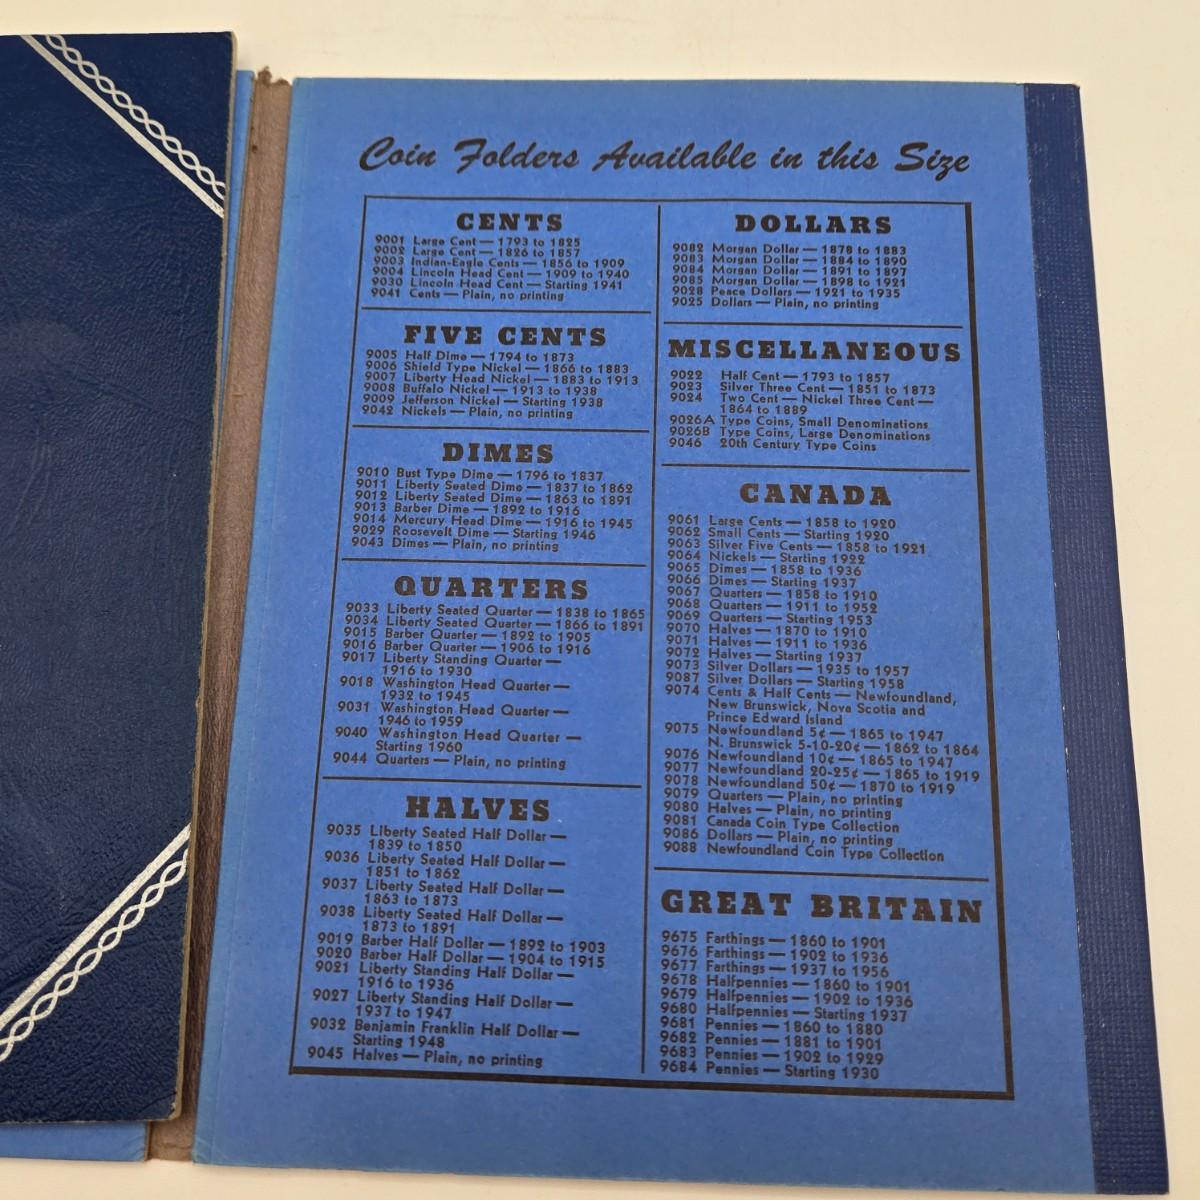 Coin Folders Available in this Size
CENTS
9001 Large Cent — 1793 to 1825
9002 Large Cent — 1826 to 1857
9003 Indian-Eagle Cents — 1856 to 1909
9004 Lincoln Head Cent — 1909 to 1940
9030 Lincoln Head Cent — Starting 1941
9041 Cents — Plain, no printing
FIVE CENTS
9005 Half Dime — 1794 to 1873
9006 Shield Type Nickel — 1866 to 1883
9007 Liberty Head Nickel — 1883 to 1913
9008 Buffalo Nickel — 1913 to 1938
9009 Jefferson Nickel — Starting 1938
9042 Nickels — Plain, no printing
DIMES
9010 Bust Type Dime — 1796 to 1837
9011 Liberty Seated Dime — 1837 to 1862
9012 Liberty Seated Dime — 1863 to 1891
9013 Barber Dime — 1892 to 1916
9014 Mercury Head Dime — 1916 to 1945
9029 Roosevelt Dime — Starting 1946
9043 Dimes — Plain, no printing
QUARTERS
9033 Liberty Seated Quarter — 1838 to 1865
9034 Liberty Seated Quarter — 1866 to 1891
9015 Barber Quarter — 1892 to 1905
9016 Barber Quarter — 1906 to 1916
9017 Liberty Standing Quarter —
1916 to 1930
9018 Washington Head Quarter —
1932 to 1945
9031 Washington Head Quarter —
1946 to 1959
9040 Washington Head Quarter —
Starting 1960
9044 Quarters — Plain, no printing
HALVES
9035 Liberty Seated Half Dollar —
1839 to 1850
9036 Liberty Seated Half Dollar —
1851 to 1862
9037 Liberty Seated Half Dollar —
1863 to 1873
9038 Liberty Seated Half Dollar —
1873 to 1891
9019 Barber Half Dollar — 1892 to 1903
9020 Barber Half Dollar — 1904 to 1915
9021 Liberty Standing Half Dollar —
1916 to 1936
9027 Liberty Standing Half Dollar —
1937 to 1947
9032 Benjamin Franklin Half Dollar —
Starting 1948
9045 Halves — Plain, no printing
DOLLARS
9082 Morgan Dollar — 1878 to 1883
9083 Morgan Dollar — 1884 to 1890
9084 Morgan Dollar — 1891 to 1897
9085 Morgan Dollar — 1898 to 1921
9028 Peace Dollars — 1921 to 1935
9025 Dollars — Plain, no printing
MISCELLANEOUS
9022 Half Cent — 1793 to 1857
9023 Silver Three Cent — 1851 to 1873
9024 Two Cent — Nickel Three Cent —
1864 to 1889
9026A Type Coins, Small Denominations
9026B Type Coins, Large Denominations
9046 20th Century Type Coins
CANADA
9061 Large Cents — 1858 to 1920
9062 Small Cents — Starting 1920
9063 Silver Five Cents — 1858 to 1921
9064 Nickels — Starting 1922
9065 Dimes — 1858 to 1936
9066 Dimes — Starting 1937
9067 Quarters — 1858 to 1910
9068 Quarters — 1911 to 1952
9069 Quarters — Starting 1953
9070 Halves — 1870 to 1910
9071 Halves — 1911 to 1936
9072 Halves — Starting 1937
9073 Silver Dollars — 1935 to 1957
9087 Silver Dollars — Starting 1958
9074 Cents & Half Cents — Newfoundland,
New Brunswick, Nova Scotia and
Prince Edward Island
9075 Newfoundland 5¢ — 1865 to 1947
N. Brunswick 5-10-20¢ — 1862 to 1864
9076 Newfoundland 10¢ — 1865 to 1947
9077 Newfoundland 20-25¢ — 1865 to 1919
9078 Newfoundland 50¢ — 1870 to 1919
9079 Quarters — Plain, no printing
9080 Halves — Plain, no printing
9081 Canada Coin Type Collection
9086 Dollars — Plain, no printing
9088 Newfoundland Coin Type Collection
GREAT BRITAIN
9675 Farthings — 1860 to 1901
9676 Farthings — 1902 to 1936
9677 Farthings — 1937 to 1956
9678 Halfpennies — 1860 to 1901
9679 Halfpennies — 1902 to 1936
9680 Halfpennies — Starting 1937
9681 Pennies — 1860 to 1880
9682 Pennies — 1881 to 1901
9683 Pennies — 1902 to 1929
9684 Pennies — Starting 1930